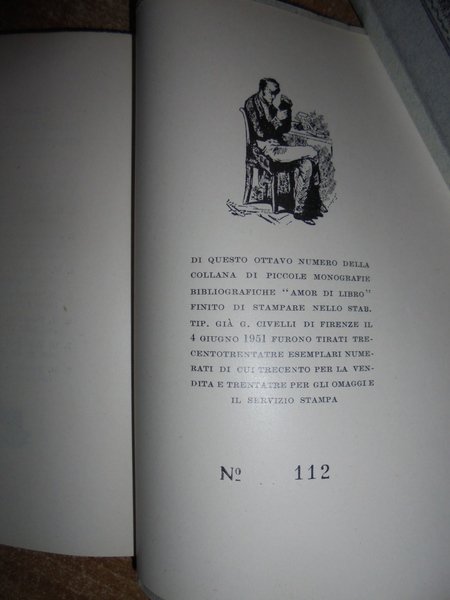 DI QUESTO OTTAVO NUMERO DELLA
COLLANA DI PICCOLE MONOGRAFIE
BIBLIOGRAFICHE "AMOR DI LIBRO"
FINITO DI STAMPARE NELLO STAB.
TIP. GIÀ G. CIVELLI DI FIRENZE IL
4 GIUGNO 1951 FURONO TIRATI TRE-
CENTOTRENTATRE ESEMPLARI NUME-
RATI DI CUI TRECENTO PER LA VEN-
DITA E TRENTATRE PER GLI OMAGGI E
IL SERVIZIO STAMPA
Nº 112